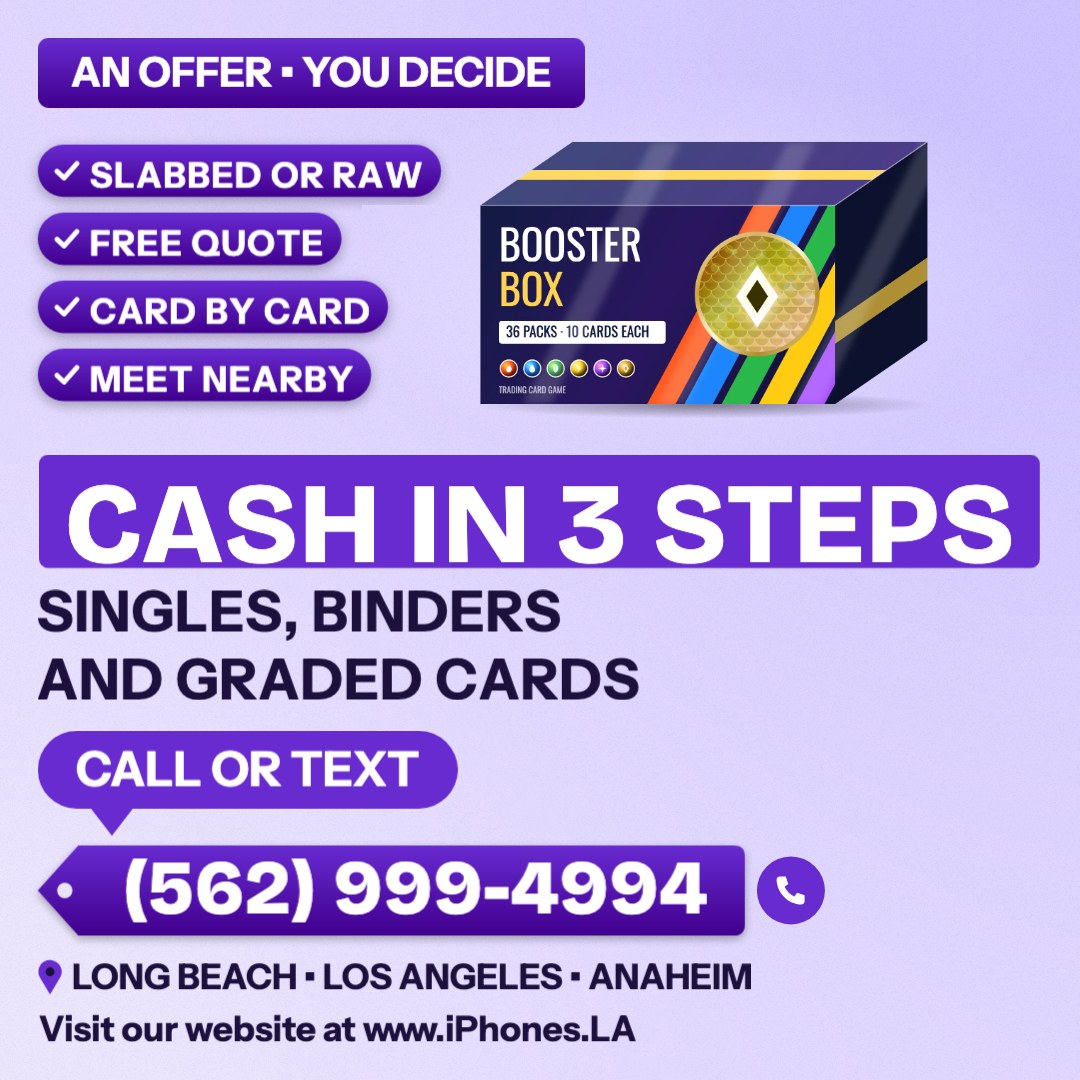 AN OFFER ▪ YOU DECIDE
SLABBED OR RAW
FREE QUOTE
CARD BY CARD
MEET NEARBY
BOOSTER
BOX
36 PACKS · 10 CARDS EACH
TRADING CARD GAME
CASH IN 3 STEPS
SINGLES, BINDERS
AND GRADED CARDS
CALL OR TEXT
(562) 999-4994
LONG BEACH ▪ LOS ANGELES ▪ ANAHEIM
Visit our website at www.iPhones.LA